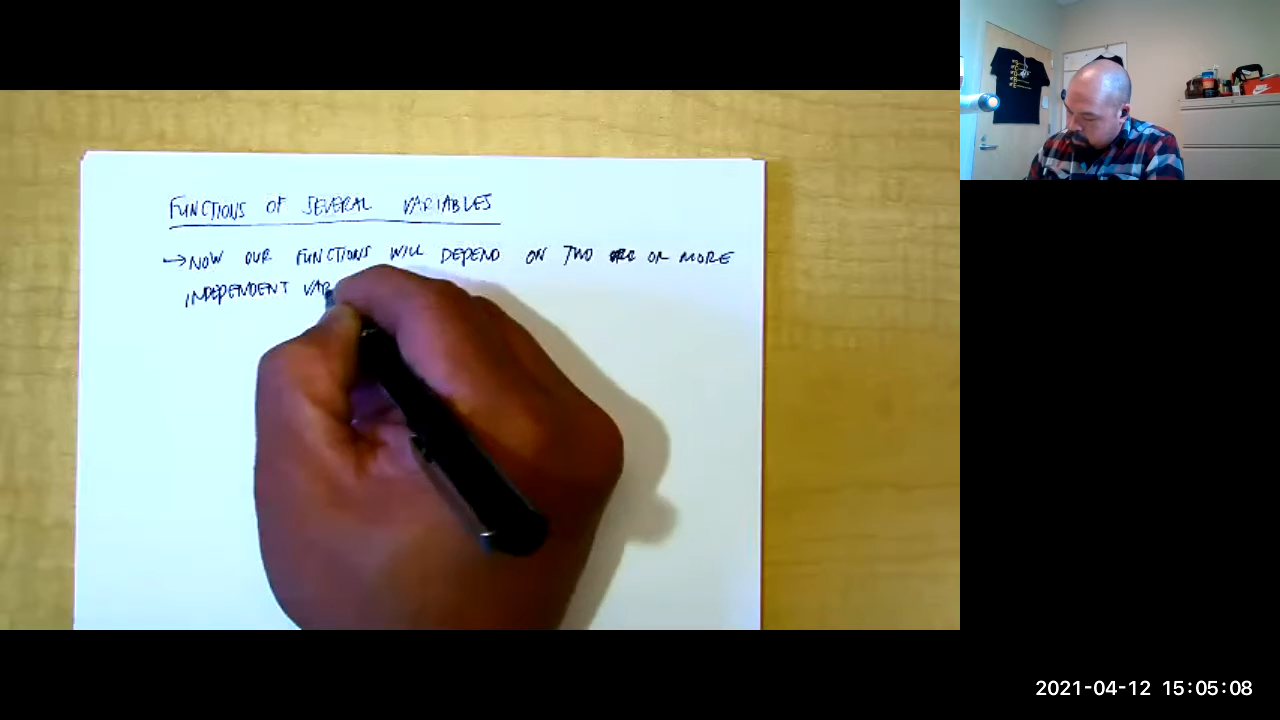 FUNCTIONS OF SEVERAL VARIABLES
→ NOW OUR FUNCTIONS WILL DEPEND ON TWO OR MORE
INDEPENDENT VAR
2021-04-12 15:05:08